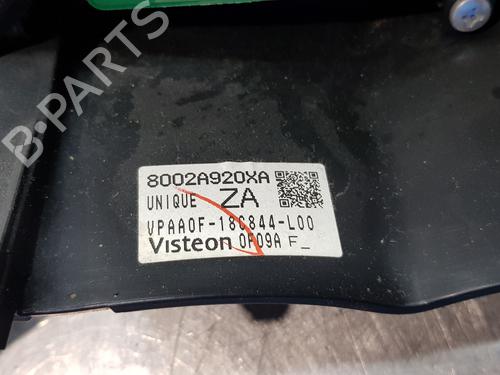 B-PARTS
8002A920XA
UNIQUE ZA
VPAA0F-18C844-L00
Visteon 0F09A F_